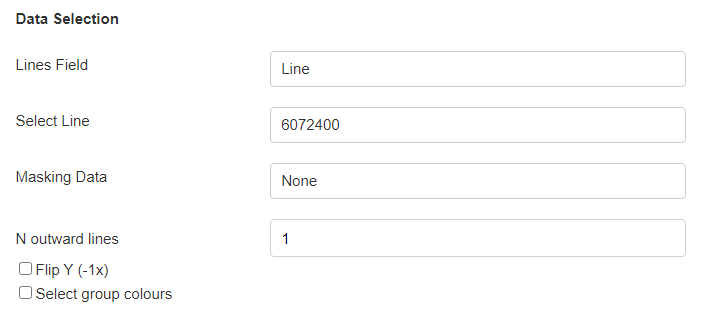 Data Selection
Lines Field Line
Select Line 6072400
Masking Data None
N outward lines 1
Flip Y (-1x)
Select group colours